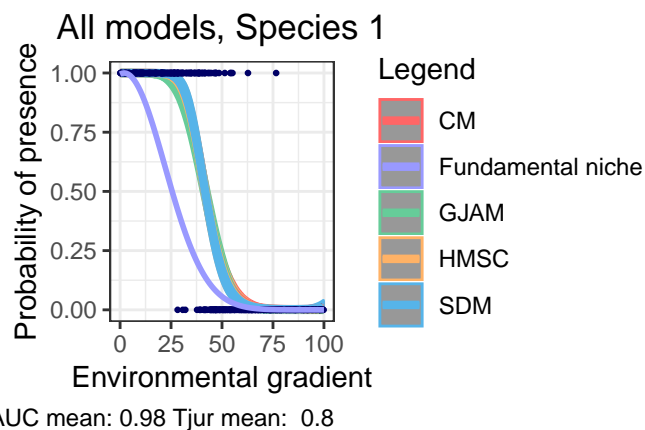 All models, Species 1
Probability of presence
1.00
0.75
0.50
0.25
0.00
0 25 50 75 100
Environmental gradient
AUC mean: 0.98 Tjur mean: 0.8
Legend
CM
Fundamental niche
GJAM
HMSC
SDM